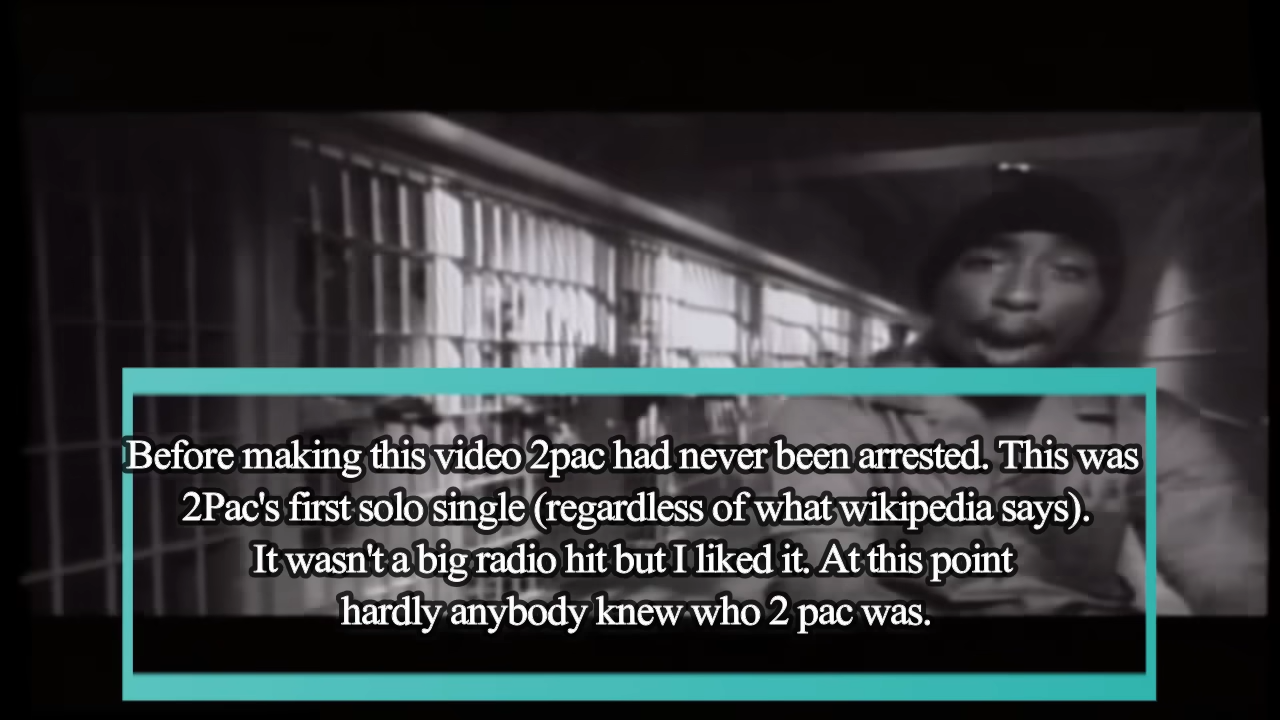 Before making this video 2pac had never been arrested. This was
2Pac's first solo single (regardless of what wikipedia says).
It wasn't a big radio hit but I liked it. At this point
hardly anybody knew who 2 pac was.